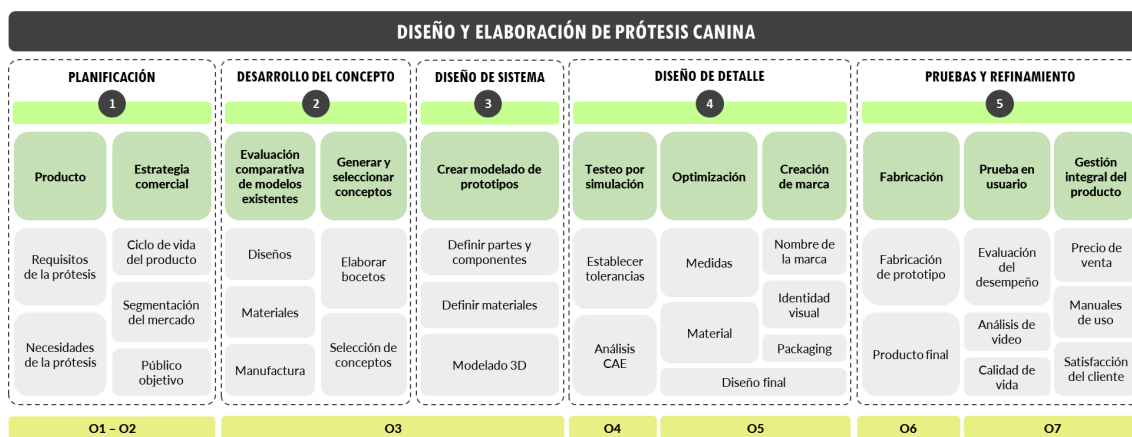 DISEÑO Y ELABORACIÓN DE PRÓTESIS CANINA
PLANIFICACIÓN
1
Producto
Estrategia
comercial
Requisitos
de la prótesis
Necesidades
de la prótesis
Ciclo de vida
del producto
Segmentación
del mercado
Público
objetivo
DESARROLLO DEL CONCEPTO
2
Evaluación
comparativa
de modelos
existentes
Generar y
seleccionar
conceptos
Diseños
Materiales
Manufactura
Elaborar
bocetos
Selección de
conceptos
DISEÑO DE SISTEMA
3
Crear modelado de
prototipos
Definir partes y
componentes
Definir materiales
Modelado 3D
DISEÑO DE DETALLE
4
Testeo por
simulación
Optimización
Creación
de marca
Establecer
tolerancias
Análisis
CAE
Medidas
Material
Nombre de
la marca
Identidad
visual
Packaging
Diseño final
PRUEBAS Y REFINAMIENTO
5
Fabricación
Prueba en
usuario
Gestión
integral del
producto
Fabricación
de prototipo
Producto final
Evaluación
del
desempeño
Análisis de
video
Calidad de
vida
Precio de
venta
Manuales
de uso
Satisfacción
del cliente
O1 – O2
O3
O4
O5
O6
O7